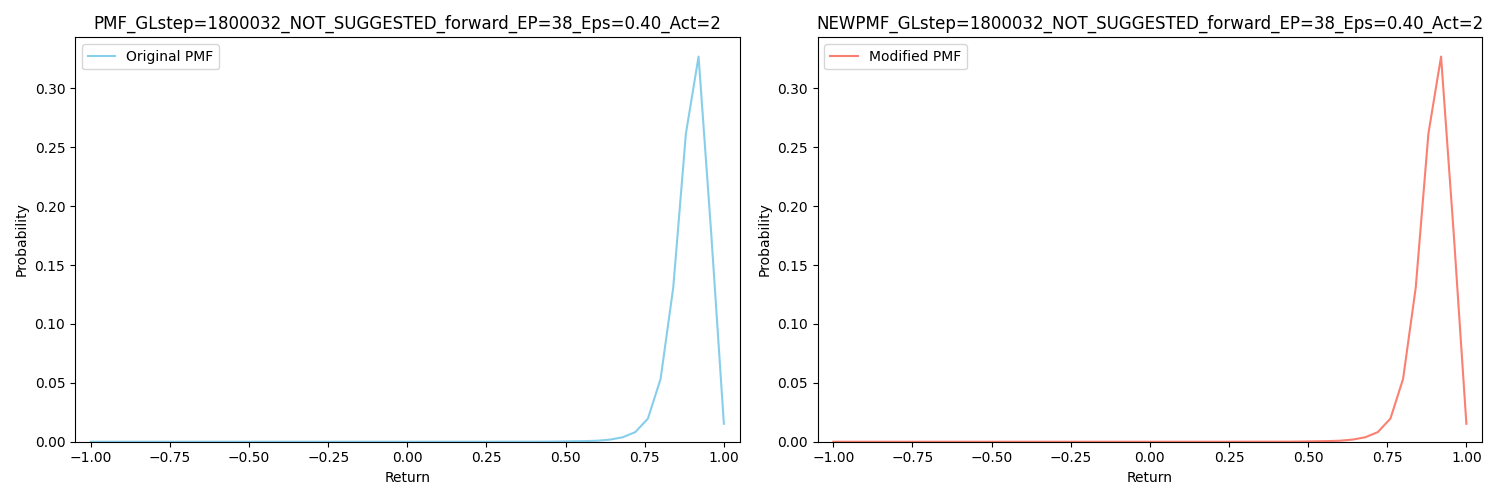 PMF_GLstep=1800032_NOT_SUGGESTED_forward_EP=38_Eps=0.40_Act=2
Original PMF
Probability
0.30
0.25
0.20
0.15
0.10
0.05
0.00
−1.00 −0.75 −0.50 −0.25 0.00 0.25 0.50 0.75 1.00
Return
NEWPMF_GLstep=1800032_NOT_SUGGESTED_forward_EP=38_Eps=0.40_Act=2
Modified PMF
Probability
0.30
0.25
0.20
0.15
0.10
0.05
0.00
−1.00 −0.75 −0.50 −0.25 0.00 0.25 0.50 0.75 1.00
Return